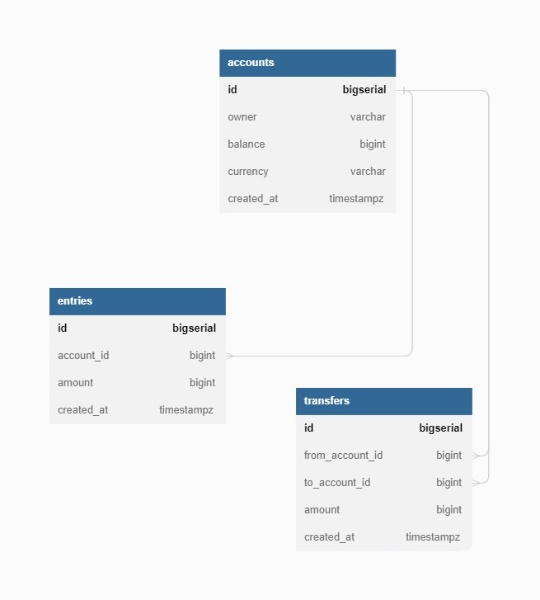 accounts
id bigserial
owner varchar
balance bigint
currency varchar
created_at timestampz
entries
id bigserial
account_id bigint
amount bigint
created_at timestampz
transfers
id bigserial
from_account_id bigint
to_account_id bigint
amount bigint
created_at timestampz